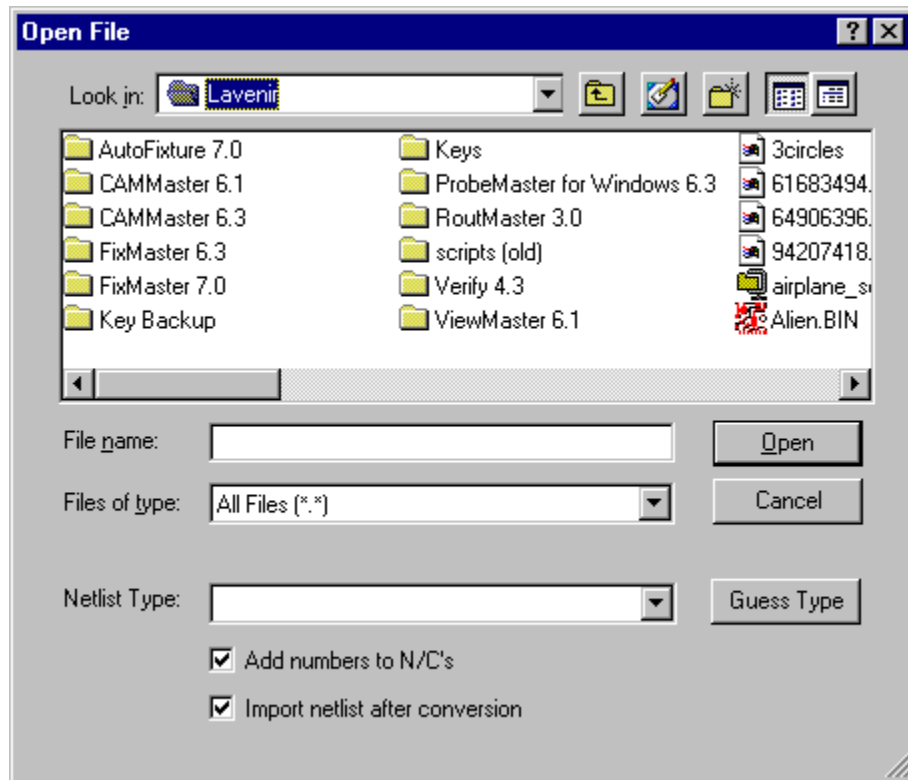 Open File
Look in: Lavenir
AutoFixture 7.0
CAMMaster 6.1
CAMMaster 6.3
FixMaster 6.3
FixMaster 7.0
Key Backup
Keys
ProbeMaster for Windows 6.3
RoutMaster 3.0
scripts (old)
Verify 4.3
ViewMaster 6.1
3circles
61683494.
64906396.
94207418.
airplane_s
Alien.BIN
File name:
Open
Files of type: All Files (*.*)
Cancel
Netlist Type:
Guess Type
Add numbers to N/C's
Import netlist after conversion